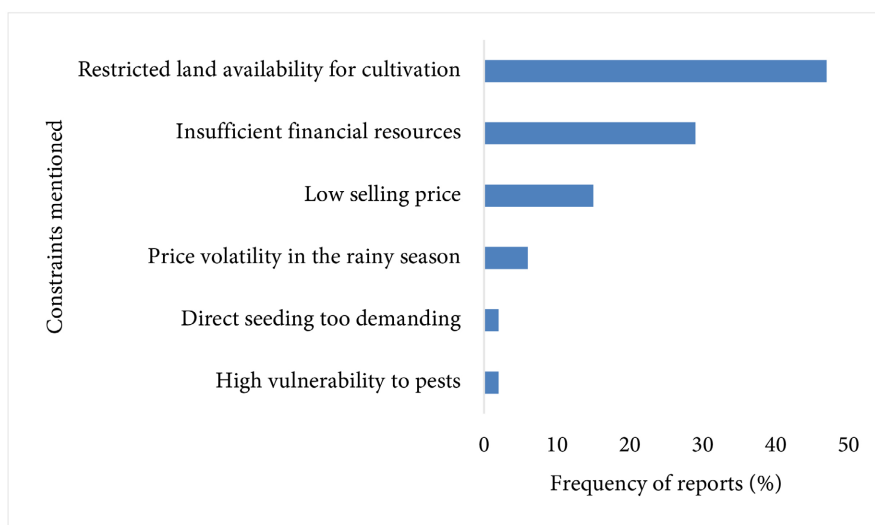 Constraints mentioned
Restricted land availability for cultivation
Insufficient financial resources
Low selling price
Price volatility in the rainy season
Direct seeding too demanding
High vulnerability to pests
0 10 20 30 40 50
Frequency of reports (%)